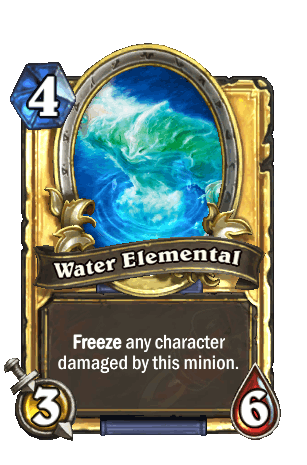 4
Water Elemental
Freeze any character
damaged by this minion.
3
6